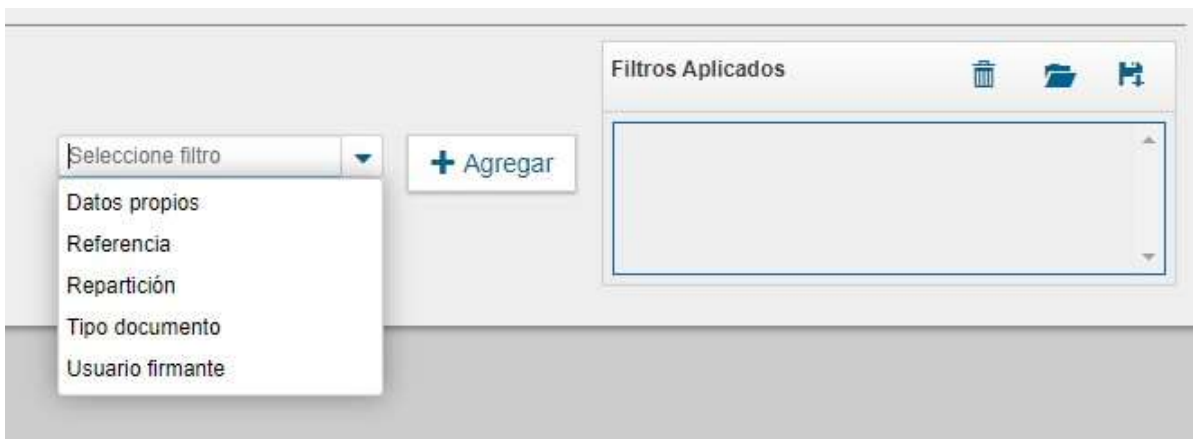 Filtros Aplicados
Seleccione filtro
Agregar
Datos propios
Referencia
Repartición
Tipo documento
Usuario firmante